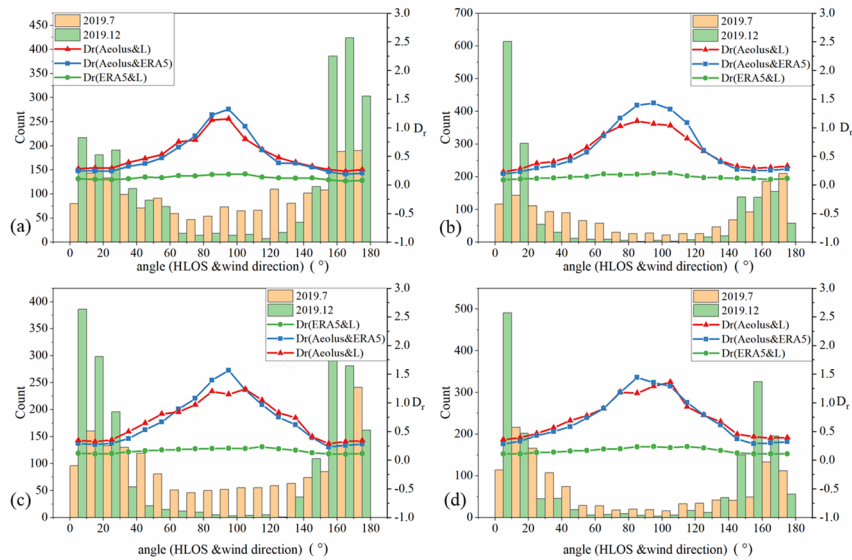 2019.7
2019.12
Dr(Aeolus&L)
Dr(Aeolus&ERA5)
Dr(ERA5&L)
450
400
350
300
250
200
150
100
50
0
Count
3.0
2.5
2.0
1.5
1.0
0.5
0.0
-0.5
-1.0
Dr
(a)
0 20 40 60 80 100 120 140 160 180
angle (HLOS &wind direction) (°)
2019.7
2019.12
Dr(Aeolus&L)
Dr(Aeolus&ERA5)
Dr(ERA5&L)
700
600
500
400
300
200
100
0
Count
3.0
2.5
2.0
1.5
1.0
0.5
0.0
-0.5
-1.0
Dr
(b)
0 20 40 60 80 100 120 140 160 180
angle (HLOS &wind direction) (°)
2019.7
2019.12
Dr(ERA5&L)
Dr(Aeolus&ERA5)
Dr(Aeolus&L)
400
350
300
250
200
150
100
50
0
Count
3.0
2.5
2.0
1.5
1.0
0.5
0.0
-0.5
-1.0
Dr
(c)
0 20 40 60 80 100 120 140 160 180
angle (HLOS &wind direction) (°)
2019.7
2019.12
Dr(Aeolus&L)
Dr(Aeolus&ERA5)
Dr(ERA5&L)
500
400
300
200
100
0
Count
3.0
2.5
2.0
1.5
1.0
0.5
0.0
-0.5
-1.0
Dr
(d)
0 20 40 60 80 100 120 140 160 180
angle (HLOS &wind direction) (°)